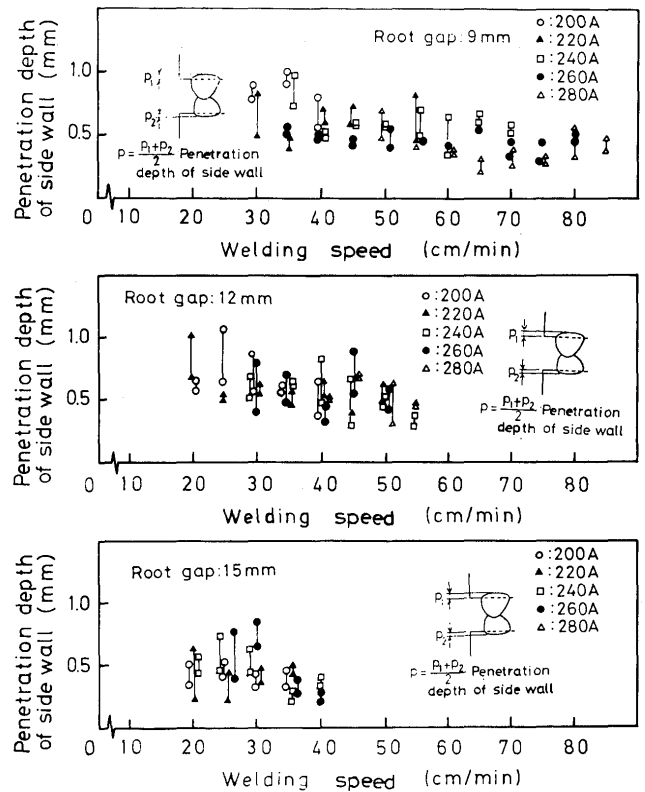 Root gap:9mm
○:200A
▲:220A
□:240A
●:260A
△:280A
P₁
P₂
p=(P₁+P₂)/2 Penetration
depth of side wall
Penetration depth
of side wall (mm)
1.0
0.5
0 10 20 30 40 50 60 70 80
Welding speed (cm/min)
Root gap:12mm
○:200A
▲:220A
□:240A
●:260A
△:280A
P₁
P₂
p=(P₁+P₂)/2 Penetration
depth of side wall
Penetration depth
of side wall (mm)
1.0
0.5
0 10 20 30 40 50 60 70 80
Welding speed (cm/min)
Root gap:15mm
○:200A
▲:220A
□:240A
●:260A
△:280A
P₁
P₂
p=(P₁+P₂)/2 Penetration
depth of side wall
Penetration depth
of side wall (mm)
1.0
0.5
0 10 20 30 40 50 60 70 80
Welding speed (cm/min)